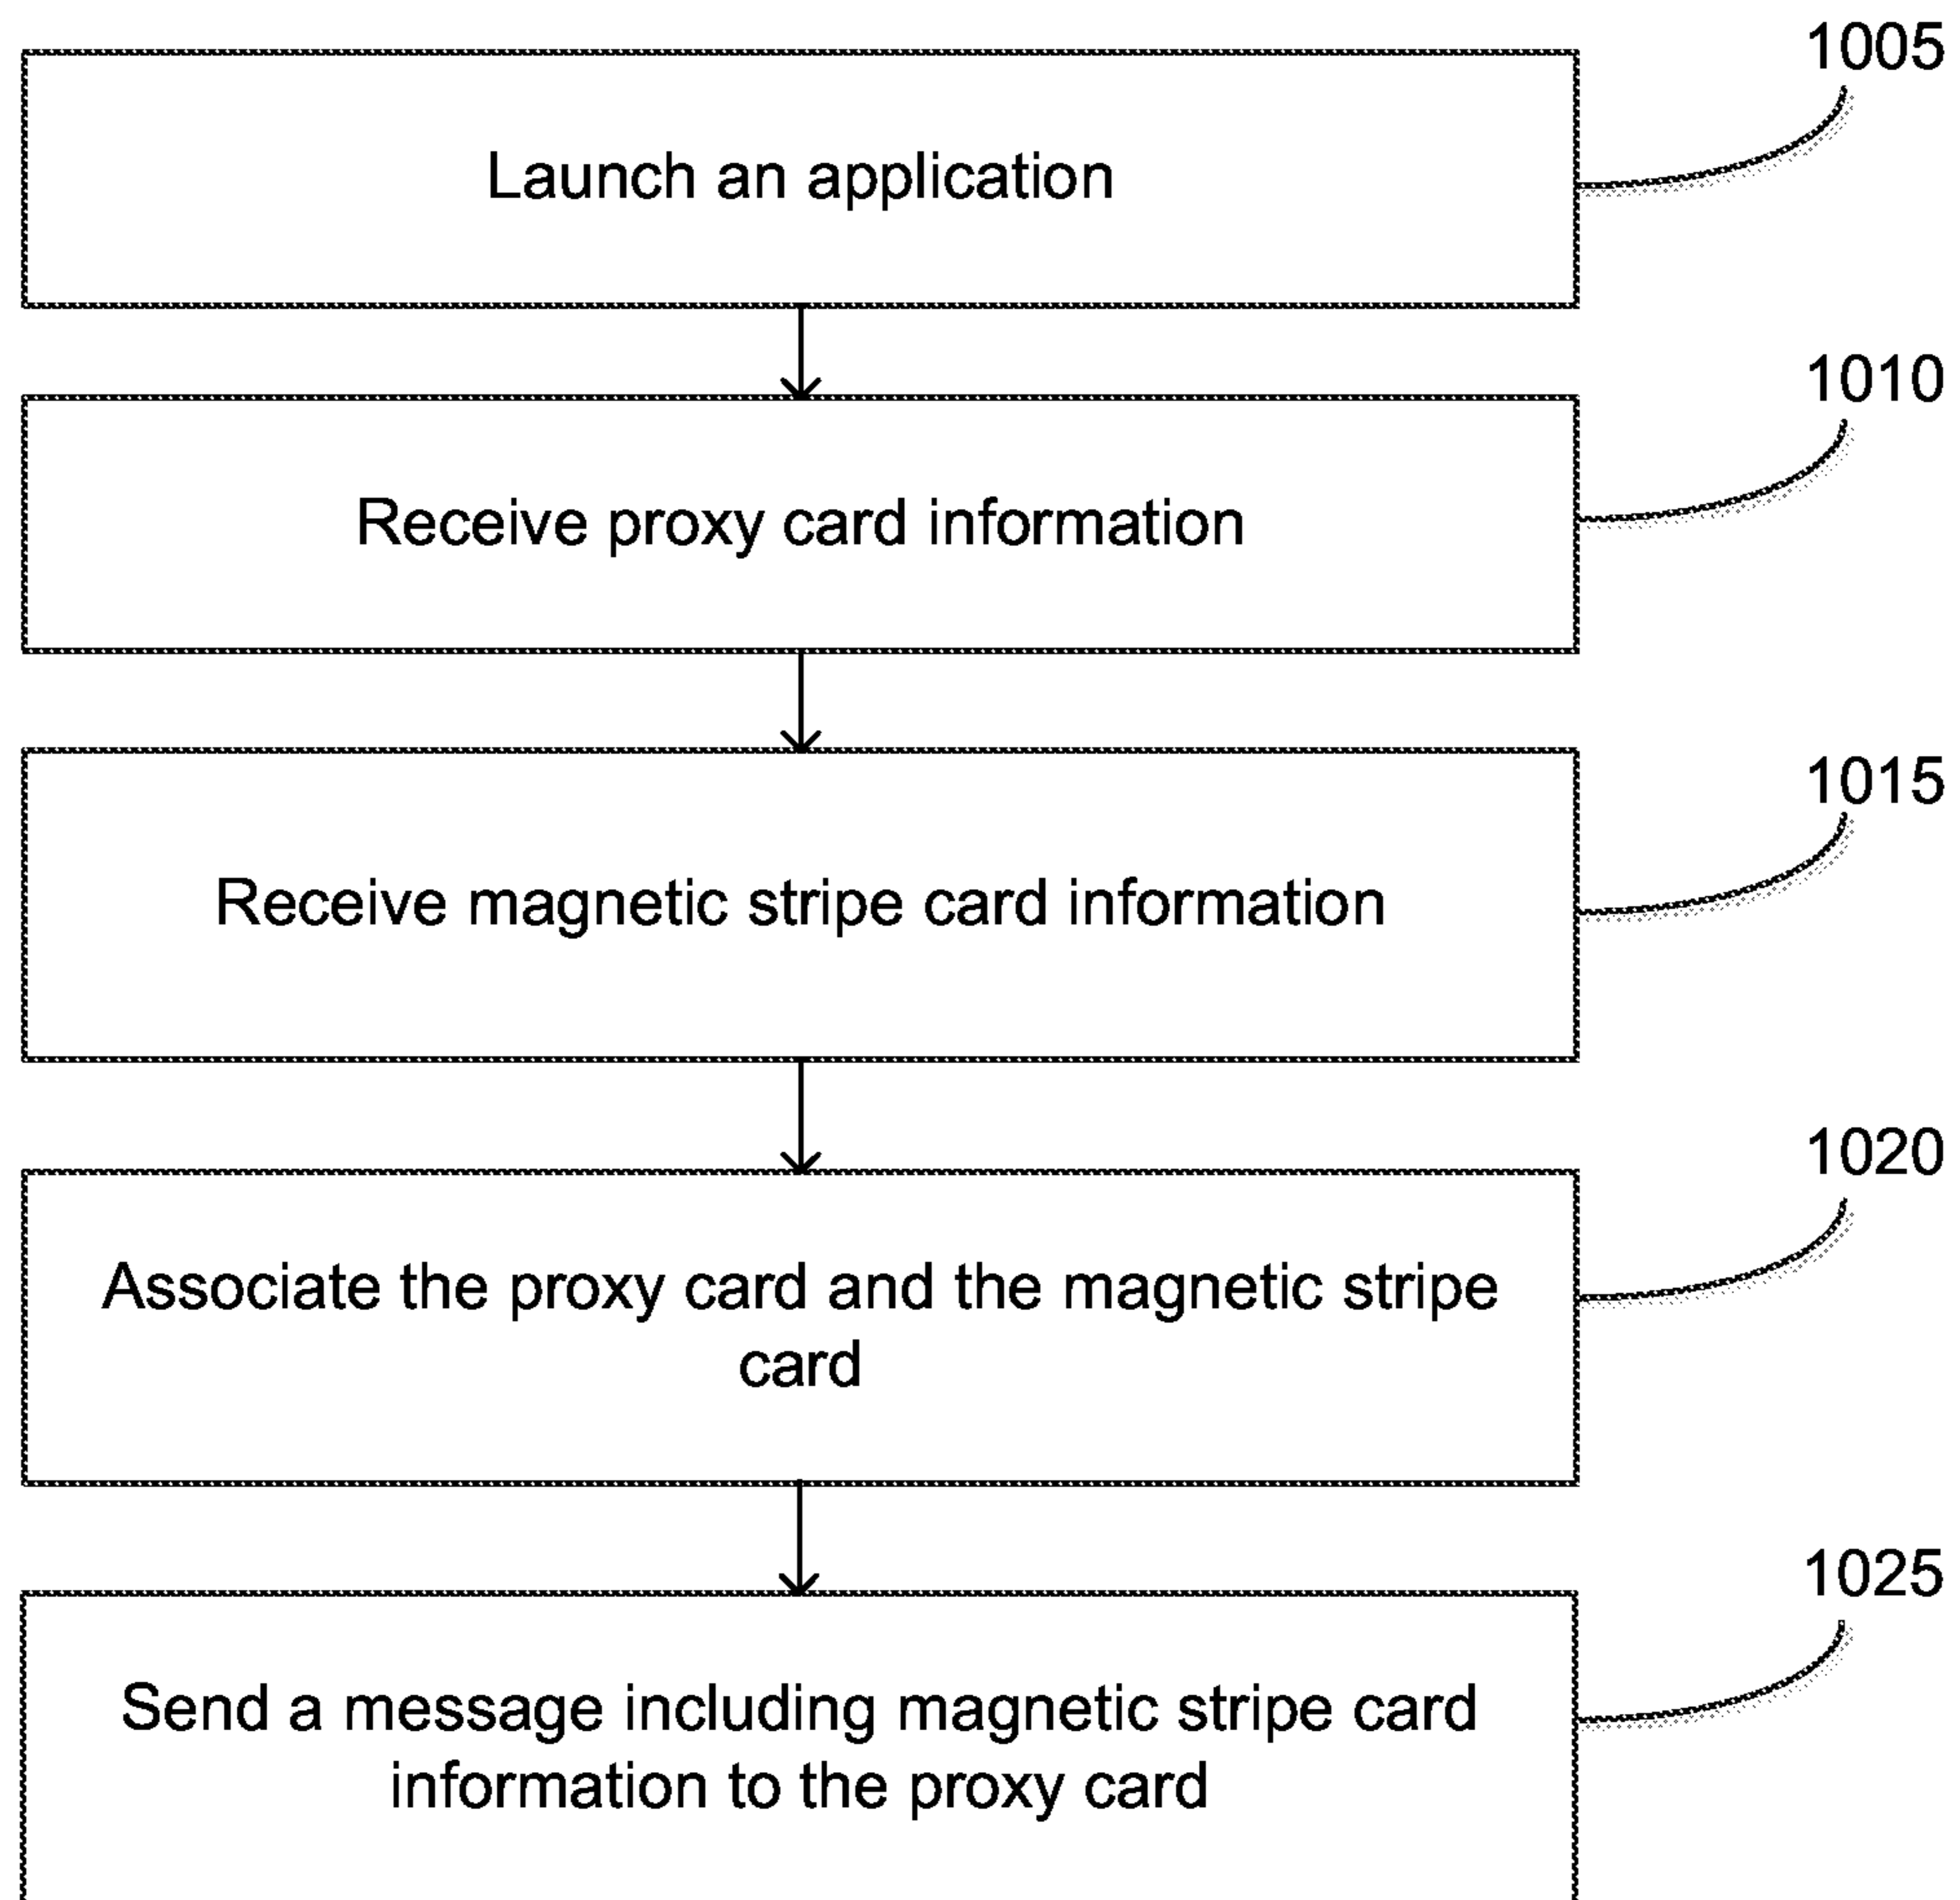 1005
Launch an application
1010
Receive proxy card information
1015
Receive magnetic stripe card information
1020
Associate the proxy card and the magnetic stripe
card
1025
Send a message including magnetic stripe card
information to the proxy card